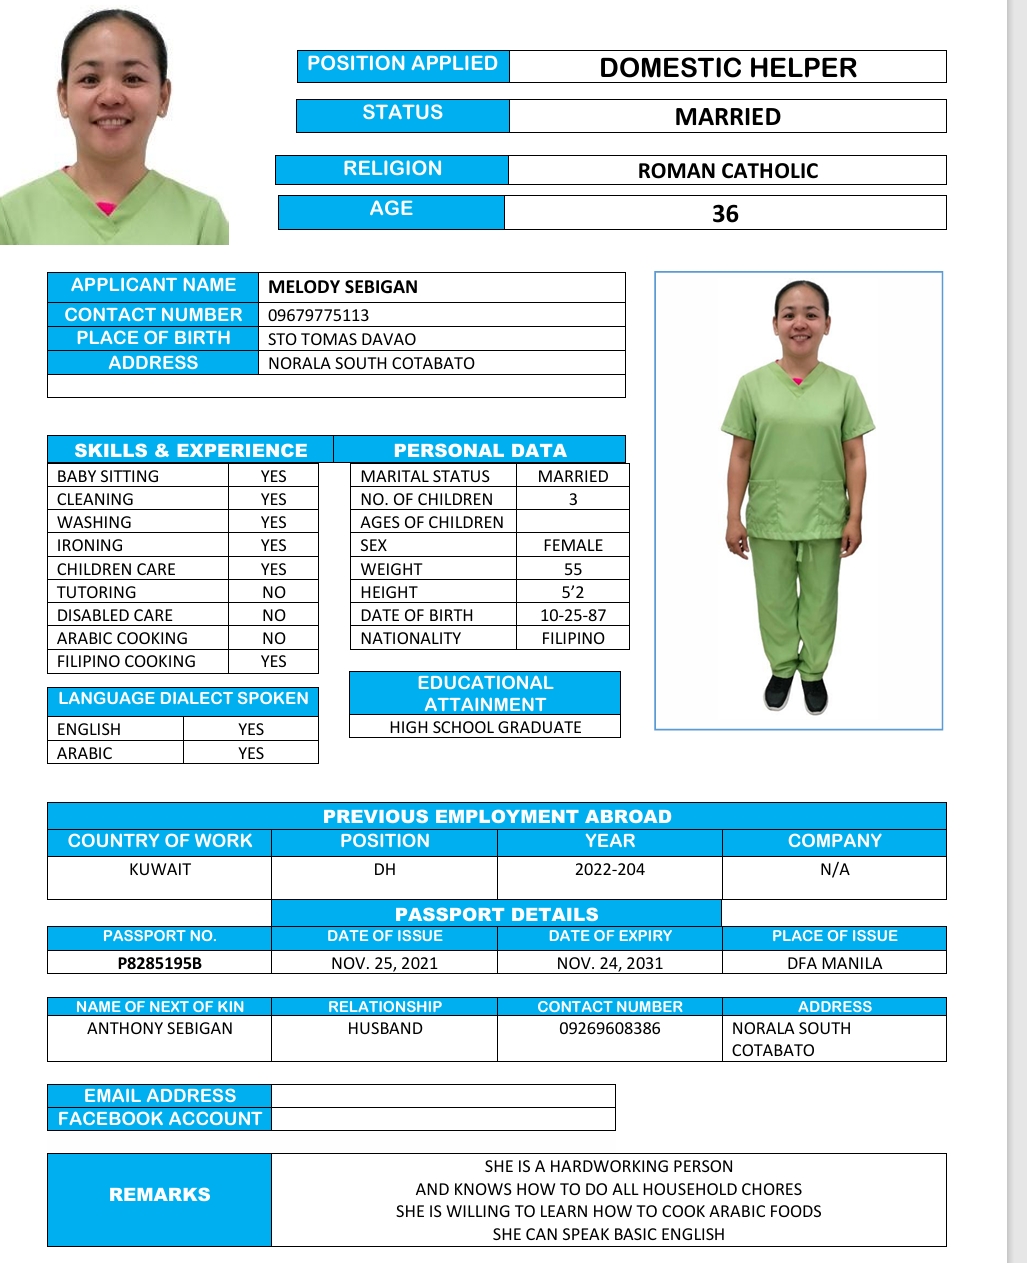 POSITION APPLIED DOMESTIC HELPER
STATUS MARRIED
RELIGION ROMAN CATHOLIC
AGE 36
APPLICANT NAME MELODY SEBIGAN
CONTACT NUMBER 09679775113
PLACE OF BIRTH STO TOMAS DAVAO
ADDRESS NORALA SOUTH COTABATO
SKILLS & EXPERIENCE
BABY SITTING YES
CLEANING YES
WASHING YES
IRONING YES
CHILDREN CARE YES
TUTORING NO
DISABLED CARE NO
ARABIC COOKING NO
FILIPINO COOKING YES
LANGUAGE DIALECT SPOKEN
ENGLISH YES
ARABIC YES
PERSONAL DATA
MARITAL STATUS MARRIED
NO. OF CHILDREN 3
AGES OF CHILDREN
SEX FEMALE
WEIGHT 55
HEIGHT 5’2
DATE OF BIRTH 10-25-87
NATIONALITY FILIPINO
EDUCATIONAL
ATTAINMENT
HIGH SCHOOL GRADUATE
PREVIOUS EMPLOYMENT ABROAD
COUNTRY OF WORK POSITION YEAR COMPANY
KUWAIT DH 2022-204 N/A
PASSPORT DETAILS
PASSPORT NO. DATE OF ISSUE DATE OF EXPIRY PLACE OF ISSUE
P8285195B NOV. 25, 2021 NOV. 24, 2031 DFA MANILA
NAME OF NEXT OF KIN RELATIONSHIP CONTACT NUMBER ADDRESS
ANTHONY SEBIGAN HUSBAND 09269608386 NORALA SOUTH
COTABATO
EMAIL ADDRESS
FACEBOOK ACCOUNT
REMARKS
SHE IS A HARDWORKING PERSON
AND KNOWS HOW TO DO ALL HOUSEHOLD CHORES
SHE IS WILLING TO LEARN HOW TO COOK ARABIC FOODS
SHE CAN SPEAK BASIC ENGLISH